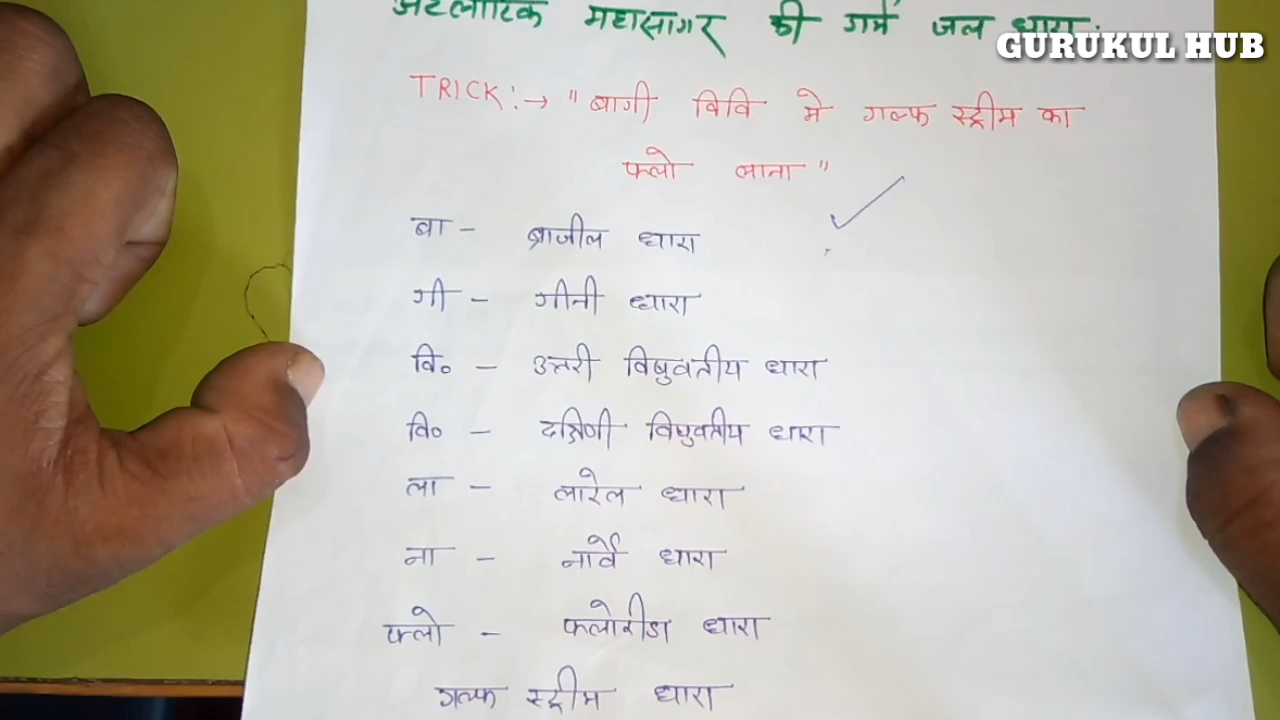 अटलांटिक महासागर की गर्म जल धारा
GURUKUL HUB
TRICK:→ "बागी विवि मे गल्फ स्ट्रीम का
फ्लो लाना"
बा - ब्राजील धारा
गी - गीनी धारा
वि० - उत्तरी विषुवतीय धारा
वि० - दक्षिणी विषुवतीय धारा
ला - लारेल धारा
ना - नार्वे धारा
फ्लो - फ्लोरीडा धारा
गल्फ स्ट्रीम धारा